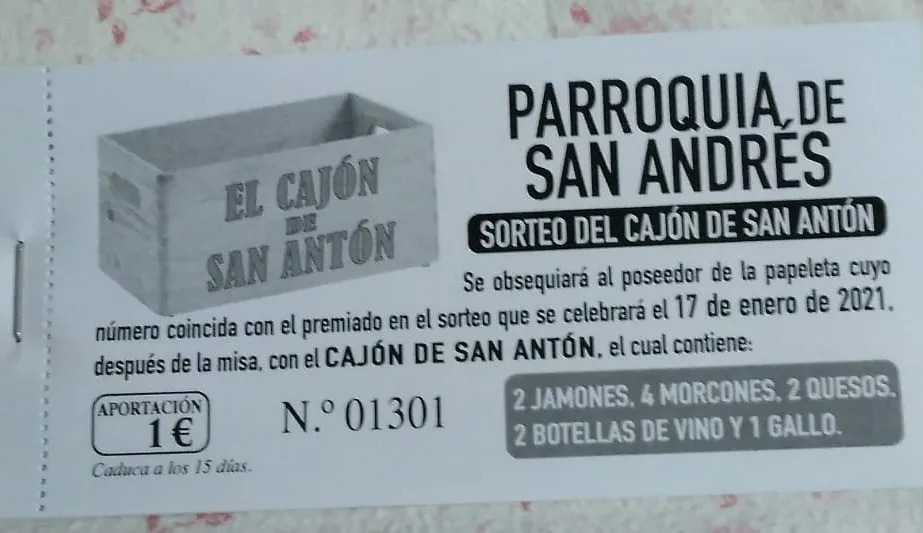 EL CAJÓN
DE
SAN ANTÓN
PARROQUIA DE
SAN ANDRÉS
SORTEO DEL CAJÓN DE SAN ANTÓN
Se obsequiará al poseedor de la papeleta cuyo
número coincida con el premiado en el sorteo que se celebrará el 17 de enero de 2021,
después de la misa, con el CAJÓN DE SAN ANTÓN, el cual contiene:
APORTACIÓN
1 €
Caduca a los 15 días.
N.º 01301
2 JAMONES, 4 MORCONES, 2 QUESOS,
2 BOTELLAS DE VINO Y 1 GALLO.